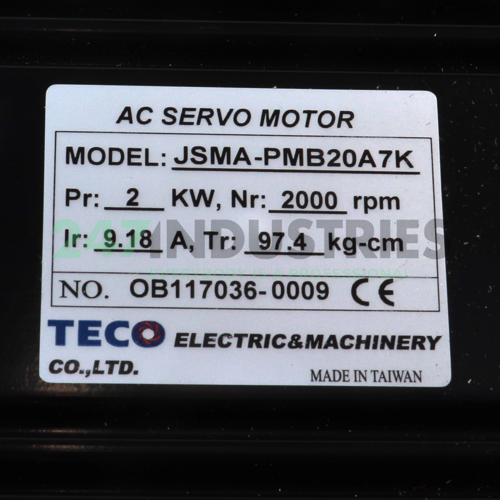 AC SERVO MOTOR
MODEL: JSMA-PMB20A7K
Pr: 2 KW, Nr: 2000 rpm
Ir: 9.18 A, Tr: 97.4 kg-cm
247INDUSTRIES
NO. OB117036-0009 CE
TECO ELECTRIC&MACHINERY
CO.,LTD.
MADE IN TAIWAN